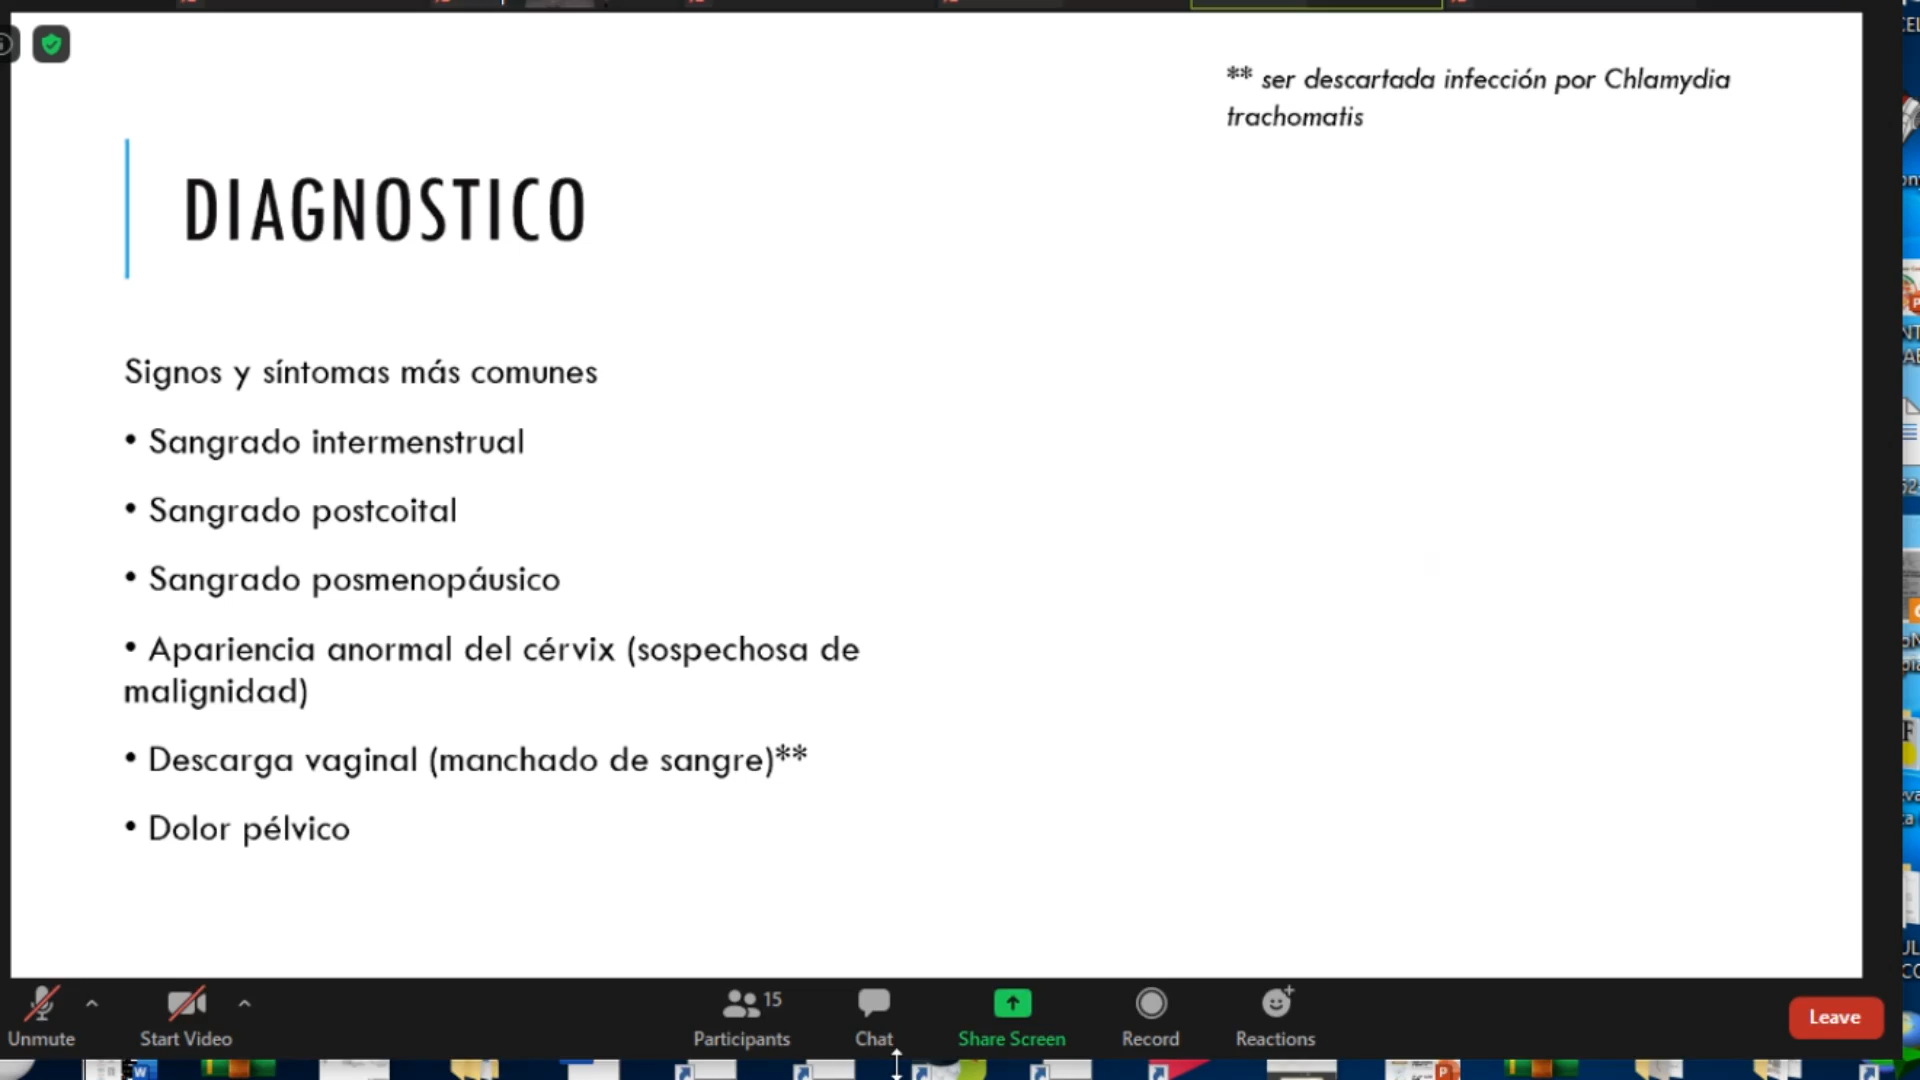 ** ser descartada infección por Chlamydia
trachomatis
DIAGNOSTICO
Signos y síntomas más comunes
• Sangrado intermenstrual
• Sangrado postcoital
• Sangrado posmenopáusico
• Apariencia anormal del cérvix (sospechosa de
malignidad)
• Descarga vaginal (manchado de sangre)**
• Dolor pélvico
Unmute
Start Video
15
Participants
Chat
Share Screen
Record
Reactions
Leave